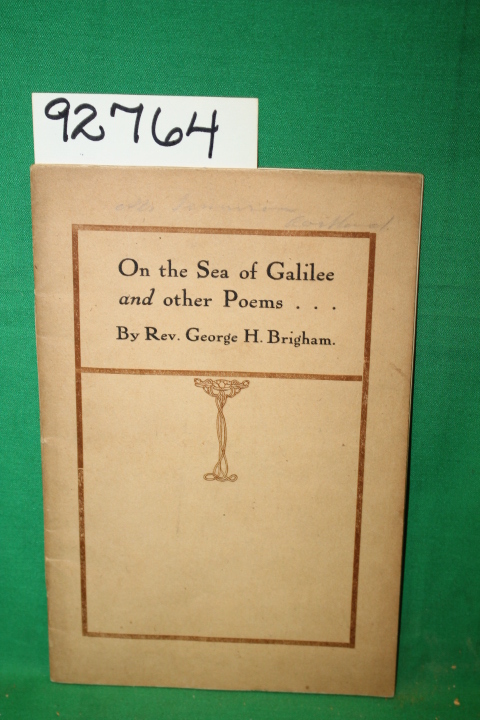 92764
On the Sea of Galilee
and other Poems . . .
By Rev. George H. Brigham.